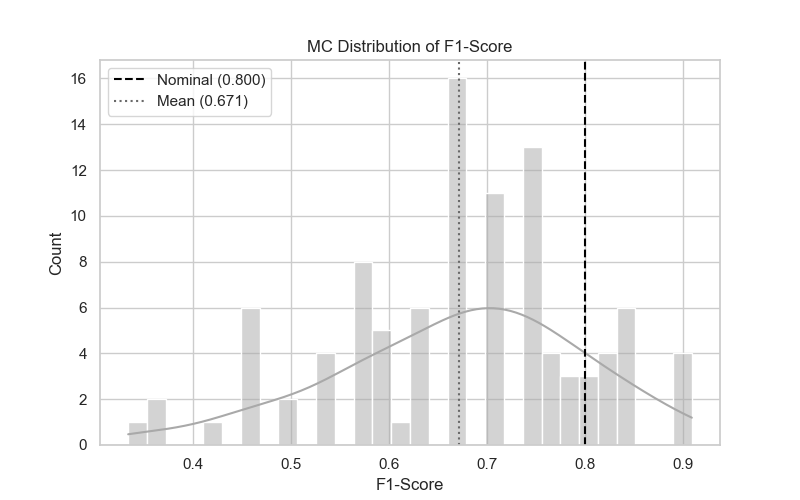 MC Distribution of F1-Score
Nominal (0.800)
Mean (0.671)
16
14
12
10
8
6
4
2
0
Count
0.4 0.5 0.6 0.7 0.8 0.9
F1-Score